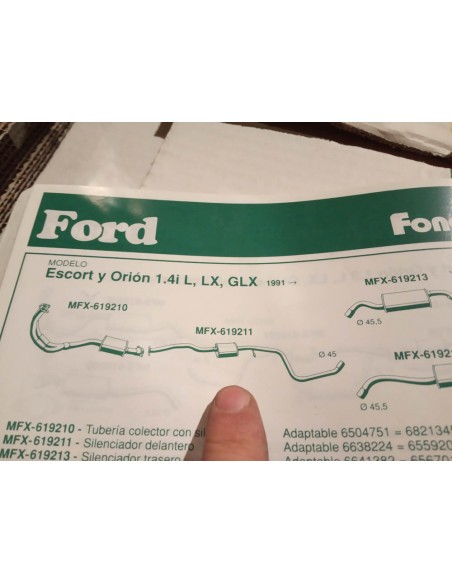 Ford
MODELO
Escort y Orión 1.4i L, LX, GLX 1991 →
MFX-619210
MFX-619211
Ø 45
MFX-619213
Ø 45,5
Ø 45,5
MFX-619210 - Tubería colector con
Adaptable 6504751 =
MFX-619211 - Silenciador delantero
Adaptable 6638224 =
MFX-619213 - Silenciador trasero
Adaptable